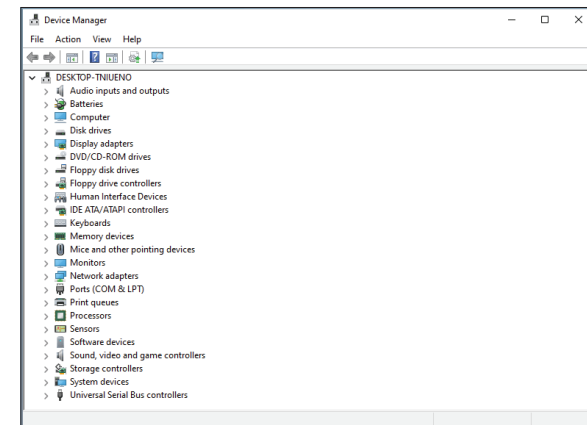 Device Manager
File Action View Help
DESKTOP-TNIUENO
Audio inputs and outputs
Batteries
Computer
Disk drives
Display adapters
DVD/CD-ROM drives
Floppy disk drives
Floppy drive controllers
Human Interface Devices
IDE ATA/ATAPI controllers
Keyboards
Memory devices
Mice and other pointing devices
Monitors
Network adapters
Ports (COM & LPT)
Print queues
Processors
Sensors
Software devices
Sound, video and game controllers
Storage controllers
System devices
Universal Serial Bus controllers